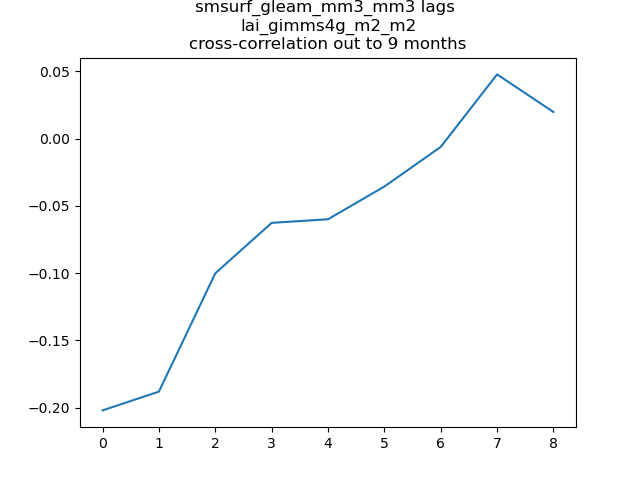 smsurf_gleam_mm3_mm3 lags
lai_gimms4g_m2_m2
cross-correlation out to 9 months
0.05
0.00
−0.05
−0.10
−0.15
−0.20
0 1 2 3 4 5 6 7 8